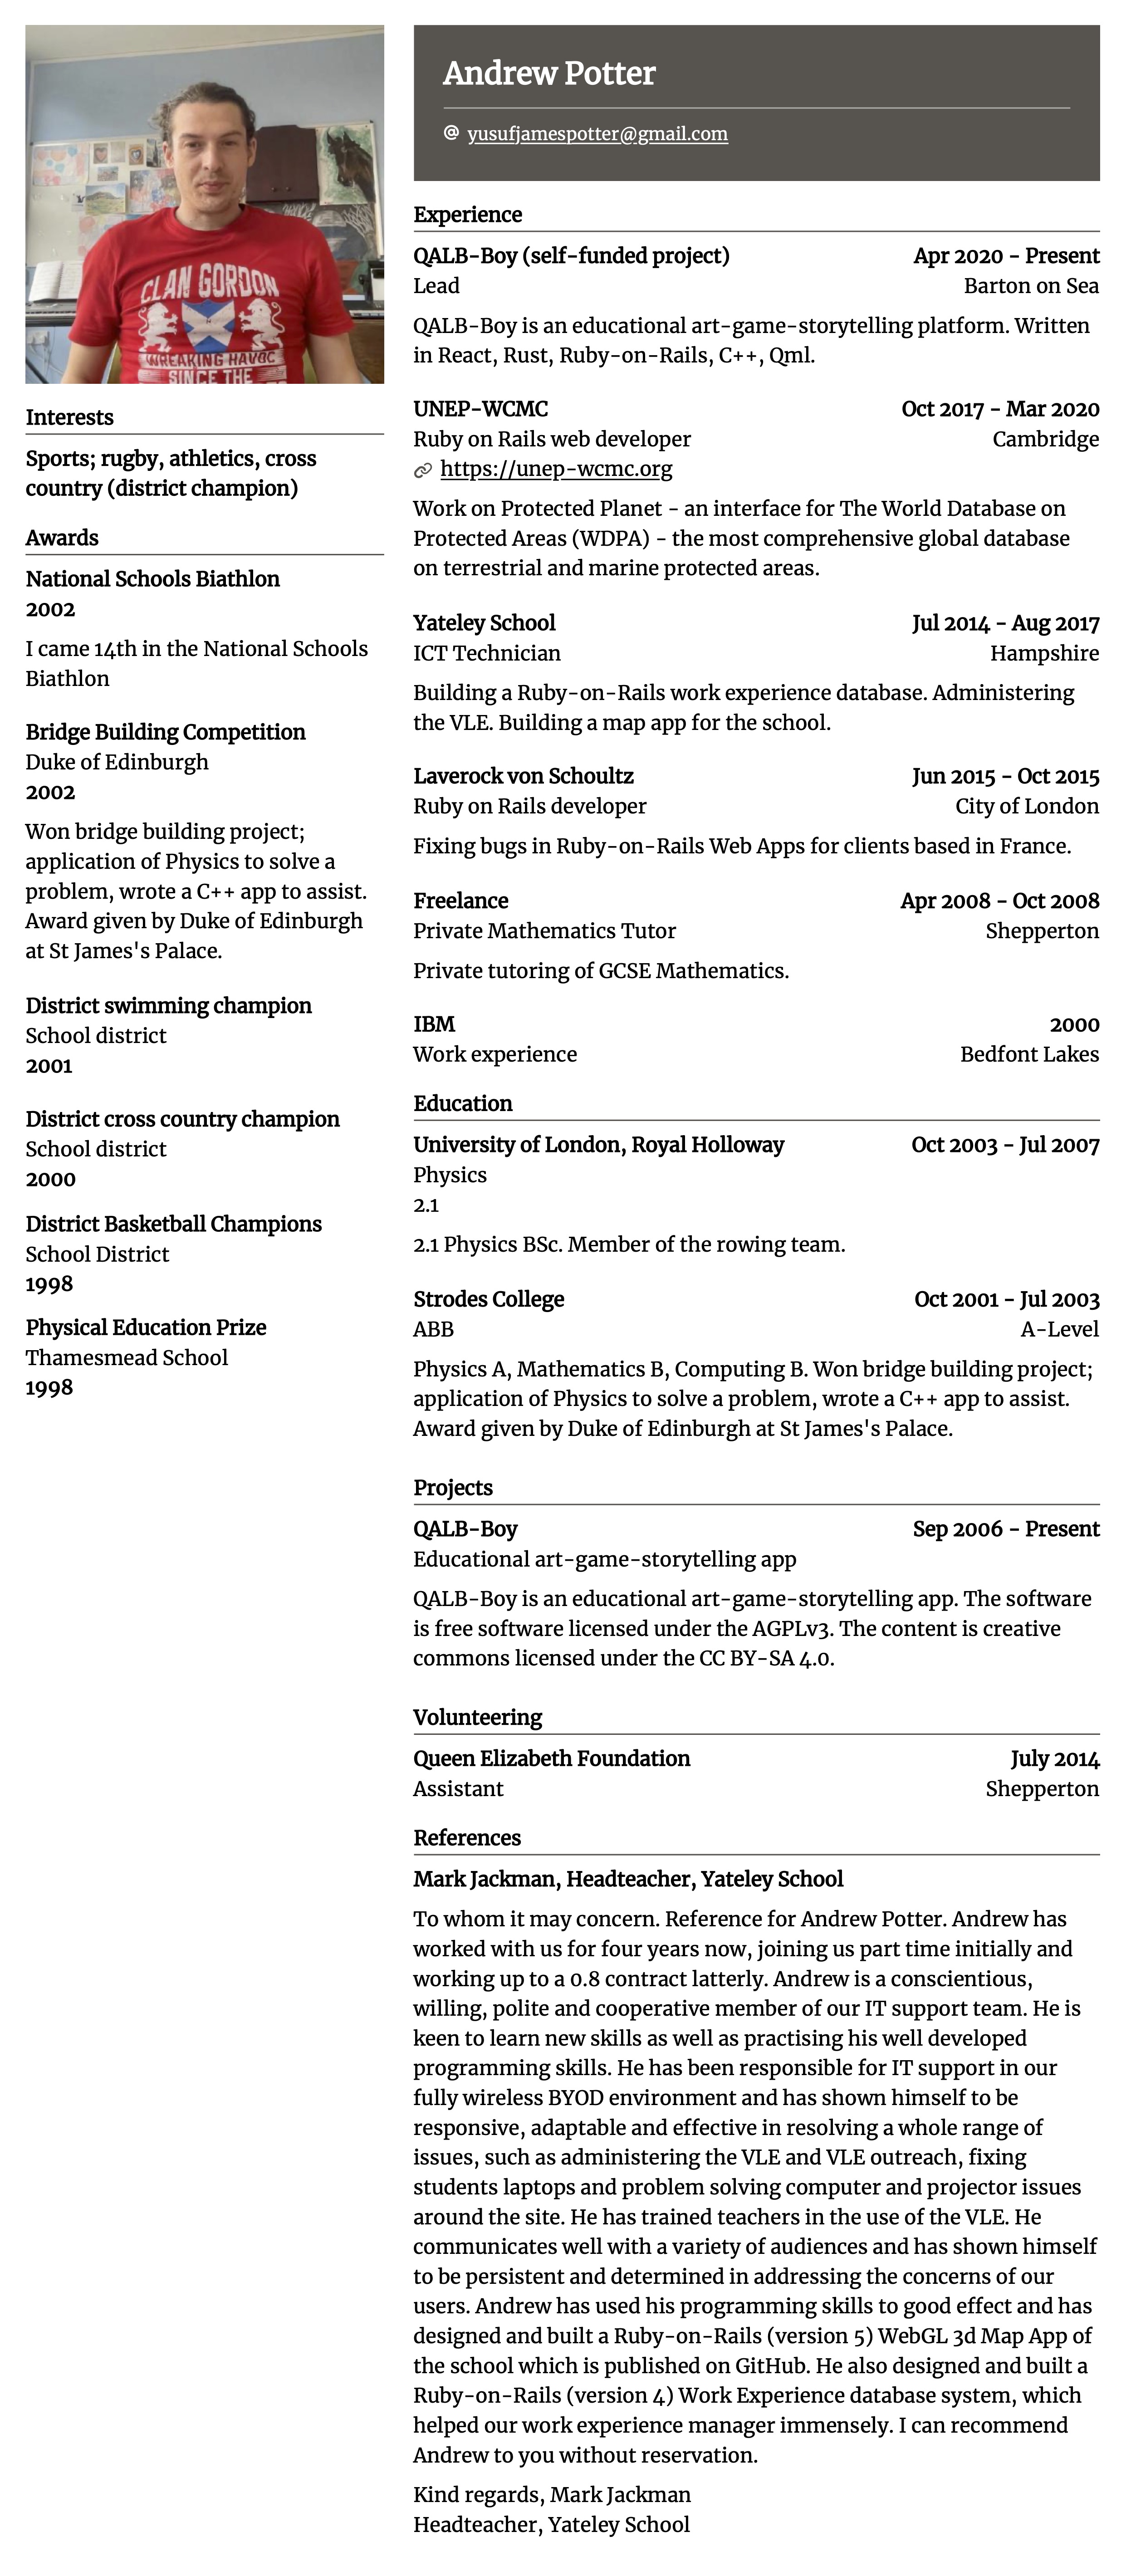 CLAN GORDON
WREAKING HAVOC
SINCE THE
Interests
Sports; rugby, athletics, cross
country (district champion)
Awards
National Schools Biathlon
2002
I came 14th in the National Schools
Biathlon
Bridge Building Competition
Duke of Edinburgh
2002
Won bridge building project;
application of Physics to solve a
problem, wrote a C++ app to assist.
Award given by Duke of Edinburgh
at St James's Palace.
District swimming champion
School district
2001
District cross country champion
School district
2000
District Basketball Champions
School District
1998
Physical Education Prize
Thamesmead School
1998
Andrew Potter
@ yusufjamespotter@gmail.com
Experience
QALB-Boy (self-funded project) Apr 2020 - Present
Lead Barton on Sea
QALB-Boy is an educational art-game-storytelling platform. Written
in React, Rust, Ruby-on-Rails, C++, Qml.
UNEP-WCMC Oct 2017 - Mar 2020
Ruby on Rails web developer Cambridge
https://unep-wcmc.org
Work on Protected Planet - an interface for The World Database on
Protected Areas (WDPA) - the most comprehensive global database
on terrestrial and marine protected areas.
Yateley School Jul 2014 - Aug 2017
ICT Technician Hampshire
Building a Ruby-on-Rails work experience database. Administering
the VLE. Building a map app for the school.
Laverock von Schoultz Jun 2015 - Oct 2015
Ruby on Rails developer City of London
Fixing bugs in Ruby-on-Rails Web Apps for clients based in France.
Freelance Apr 2008 - Oct 2008
Private Mathematics Tutor Shepperton
Private tutoring of GCSE Mathematics.
IBM 2000
Work experience Bedfont Lakes
Education
University of London, Royal Holloway Oct 2003 - Jul 2007
Physics
2.1
2.1 Physics BSc. Member of the rowing team.
Strodes College Oct 2001 - Jul 2003
ABB A-Level
Physics A, Mathematics B, Computing B. Won bridge building project;
application of Physics to solve a problem, wrote a C++ app to assist.
Award given by Duke of Edinburgh at St James's Palace.
Projects
QALB-Boy Sep 2006 - Present
Educational art-game-storytelling app
QALB-Boy is an educational art-game-storytelling app. The software
is free software licensed under the AGPLv3. The content is creative
commons licensed under the CC BY-SA 4.0.
Volunteering
Queen Elizabeth Foundation July 2014
Assistant Shepperton
References
Mark Jackman, Headteacher, Yateley School
To whom it may concern. Reference for Andrew Potter. Andrew has
worked with us for four years now, joining us part time initially and
working up to a 0.8 contract latterly. Andrew is a conscientious,
willing, polite and cooperative member of our IT support team. He is
keen to learn new skills as well as practising his well developed
programming skills. He has been responsible for IT support in our
fully wireless BYOD environment and has shown himself to be
responsive, adaptable and effective in resolving a whole range of
issues, such as administering the VLE and VLE outreach, fixing
students laptops and problem solving computer and projector issues
around the site. He has trained teachers in the use of the VLE. He
communicates well with a variety of audiences and has shown himself
to be persistent and determined in addressing the concerns of our
users. Andrew has used his programming skills to good effect and has
designed and built a Ruby-on-Rails (version 5) WebGL 3d Map App of
the school which is published on GitHub. He also designed and built a
Ruby-on-Rails (version 4) Work Experience database system, which
helped our work experience manager immensely. I can recommend
Andrew to you without reservation.
Kind regards, Mark Jackman
Headteacher, Yateley School